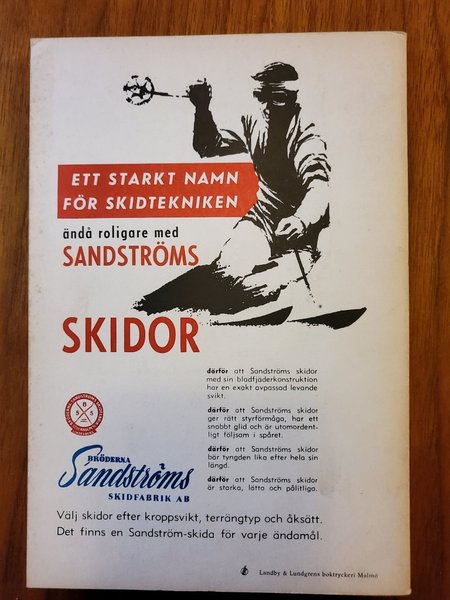 ETT STARKT NAMN
FÖR SKIDTEKNIKEN
ändå roligare med
SANDSTRÖMS
SKIDOR
därför att Sandströms skidor
med sin bladfjäderkonstruktion
har en exakt avpassad levande
svikt.
därför att Sandströms skidor
ger rätt styrförmåga, har ett
snabbt glid och är utomordent-
ligt följsam i spåret.
därför att Sandströms skidor
bär tyngden lika efter hela sin
längd.
därför att Sandströms skidor
är starka, lätta och pålitliga.
BRÖDERNA
Sandströms
SKIDFABRIK AB
Välj skidor efter kroppsvikt, terrängtyp och åksätt.
Det finns en Sandström-skida för varje ändamål.
Landby & Lundgrens boktryckeri Malmö